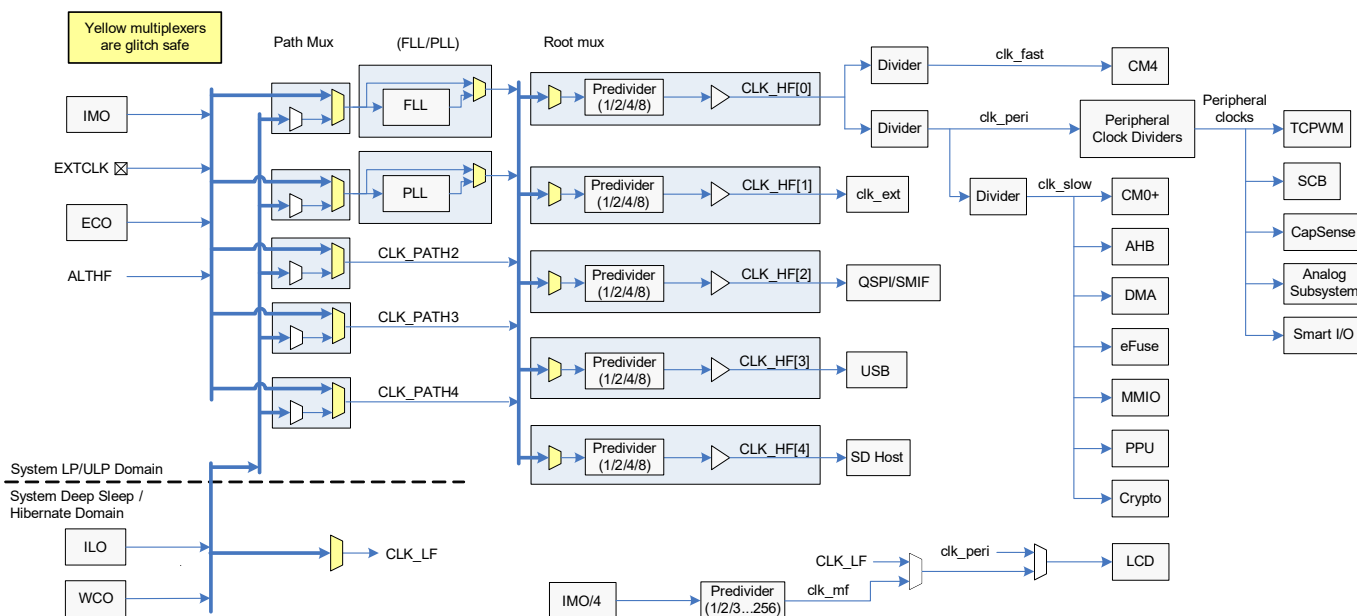 Yellow multiplexers
are glitch safe
Path Mux
(FLL/PLL)
Root mux
IMO
EXTCLK
ECO
ALTHF
FLL
PLL
CLK_PATH2
CLK_PATH3
CLK_PATH4
Predivider
(1/2/4/8)
CLK_HF[0]
Predivider
(1/2/4/8)
CLK_HF[1]
clk_ext
Predivider
(1/2/4/8)
CLK_HF[2]
QSPI/SMIF
Predivider
(1/2/4/8)
CLK_HF[3]
USB
Predivider
(1/2/4/8)
CLK_HF[4]
SD Host
Divider
clk_fast
CM4
Divider
clk_peri
Peripheral
Clock Dividers
Peripheral
clocks
TCPWM
SCB
CapSense
Analog
Subsystem
Smart I/O
Divider
clk_slow
CM0+
AHB
DMA
eFuse
MMIO
PPU
Crypto
System LP/ULP Domain
System Deep Sleep /
Hibernate Domain
ILO
WCO
CLK_LF
IMO/4
Predivider
(1/2/3...256)
CLK_LF
clk_mf
clk_peri
LCD